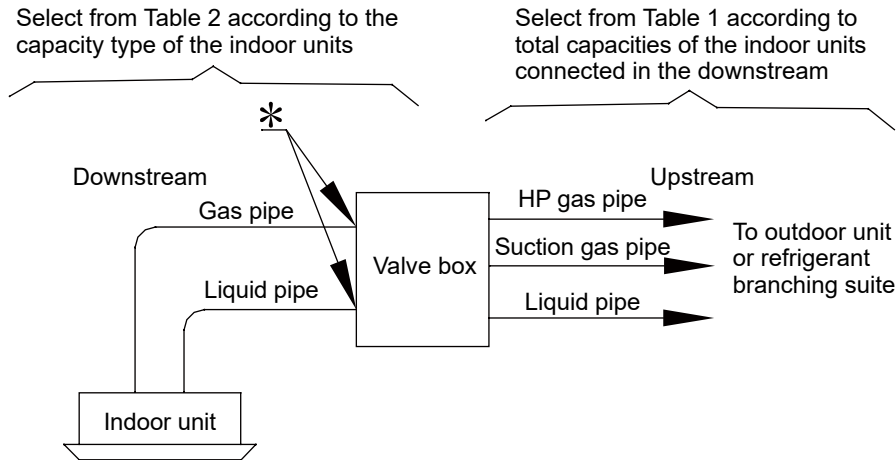 Select from Table 2 according to the
capacity type of the indoor units
Select from Table 1 according to
total capacities of the indoor units
connected in the downstream
*
Downstream
Upstream
Gas pipe
HP gas pipe
Valve box
Suction gas pipe
To outdoor unit
or refrigerant
branching suite
Liquid pipe
Liquid pipe
Indoor unit